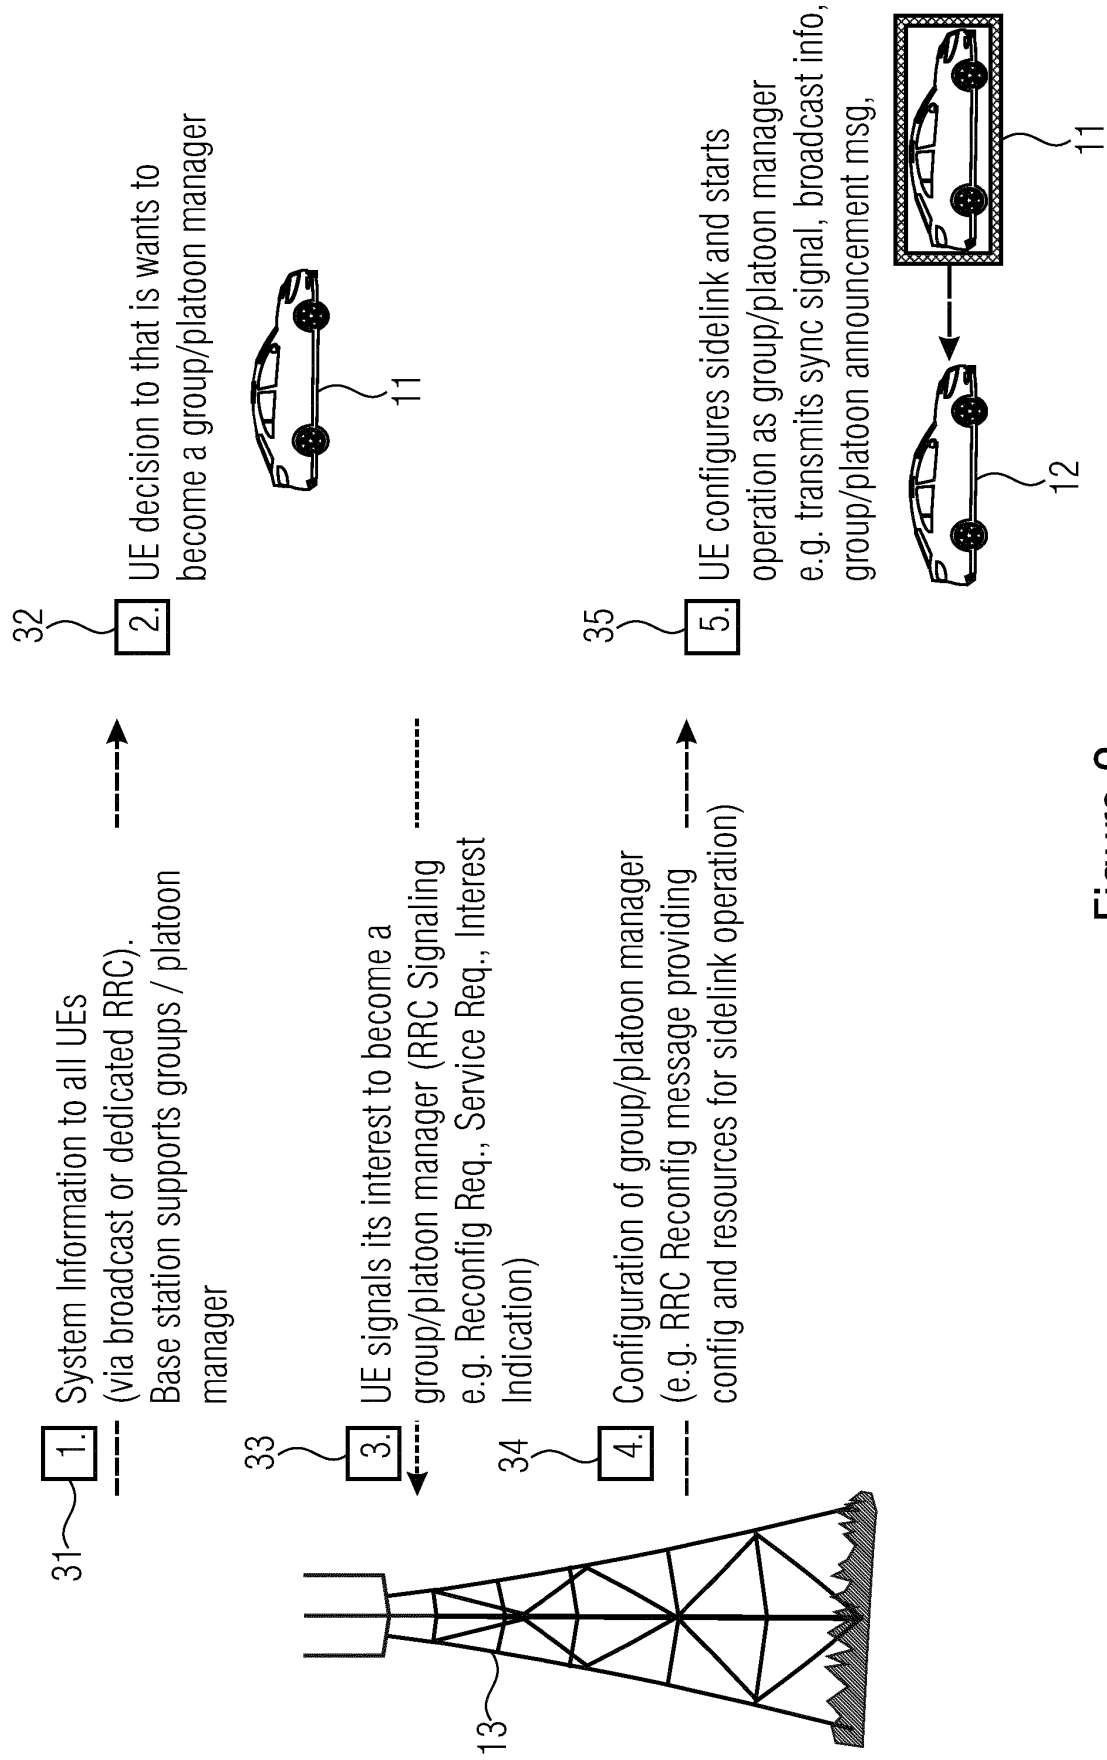 31
1.
System Information to all UEs
(via broadcast or dedicated RRC).
Base station supports groups / platoon
manager
32
2.
UE decision to that is wants to
become a group/platoon manager
11
33
3.
UE signals its interest to become a
group/platoon manager (RRC Signaling
e.g. Reconfig Req., Service Req., Interest
Indication)
34
4.
Configuration of group/platoon manager
(e.g. RRC Reconfig message providing
config and resources for sidelink operation)
35
5.
UE configures sidelink and starts
operation as group/platoon manager
e.g. transmits sync signal, broadcast info,
group/platoon announcement msg,
12
11
13
Figure